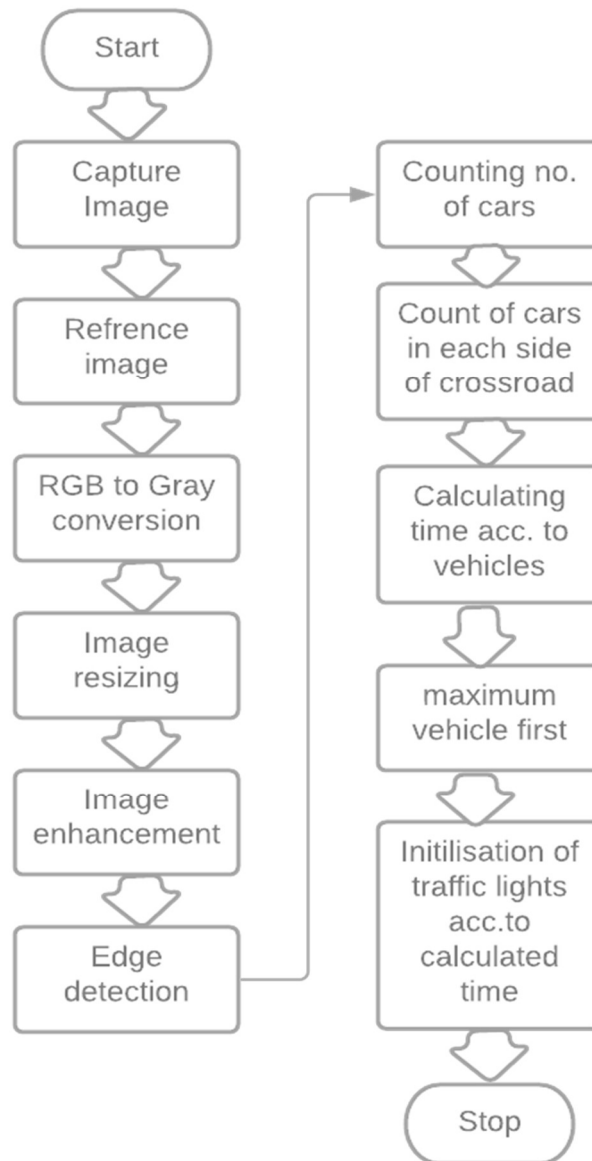 Start
Capture
Image
Refrence
image
RGB to Gray
conversion
Image
resizing
Image
enhancement
Edge
detection
Counting no.
of cars
Count of cars
in each side
of crossroad
Calculating
time acc. to
vehicles
maximum
vehicle first
Initilisation of
traffic lights
acc.to
calculated
time
Stop